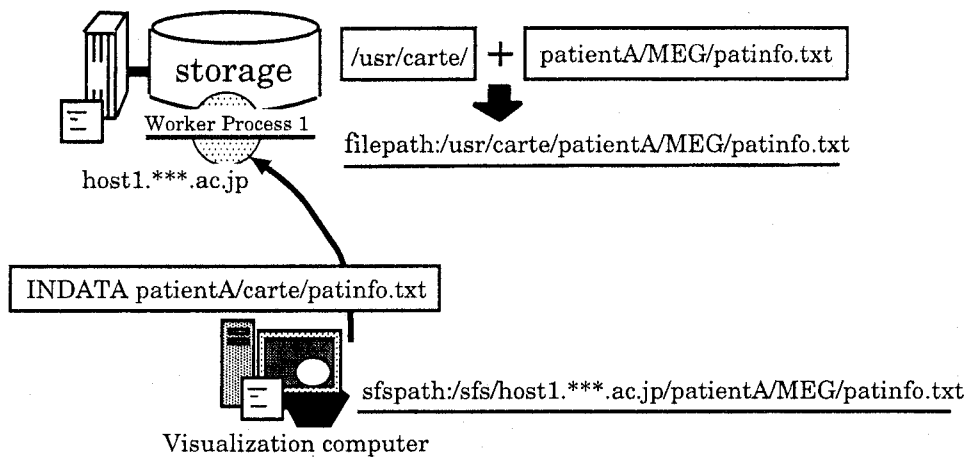 storage
/usr/carte/ + patientA/MEG/patinfo.txt
Worker Process 1
filepath:/usr/carte/patientA/MEG/patinfo.txt
host1.***.ac.jp
INDATA patientA/carte/patinfo.txt
sfspath:/sfs/host1.***.ac.jp/patientA/MEG/patinfo.txt
Visualization computer